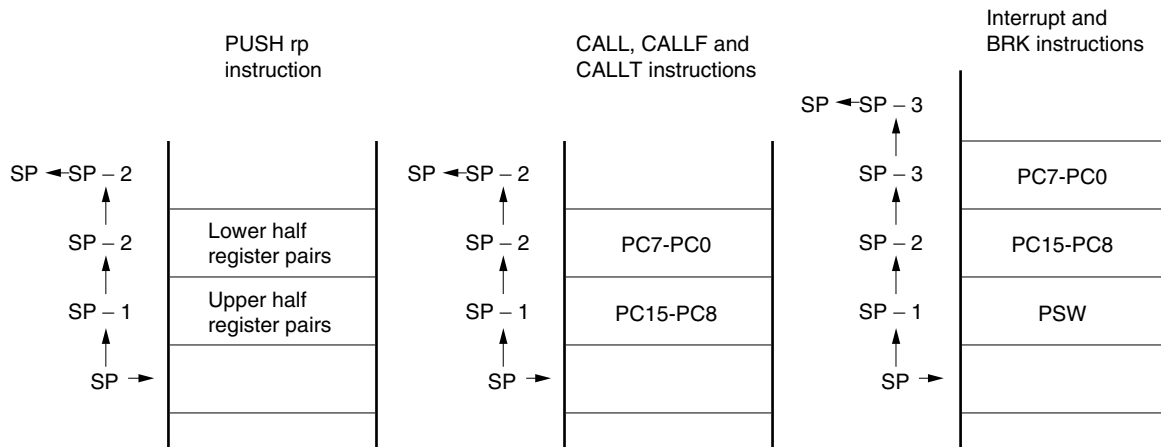 PUSH rp
instruction
SP SP – 2
SP – 2
Lower half
register pairs
SP – 1
Upper half
register pairs
SP
CALL, CALLF and
CALLT instructions
SP SP – 2
SP – 2
PC7-PC0
SP – 1
PC15-PC8
SP
Interrupt and
BRK instructions
SP SP – 3
SP – 3
PC7-PC0
SP – 2
PC15-PC8
SP – 1
PSW
SP